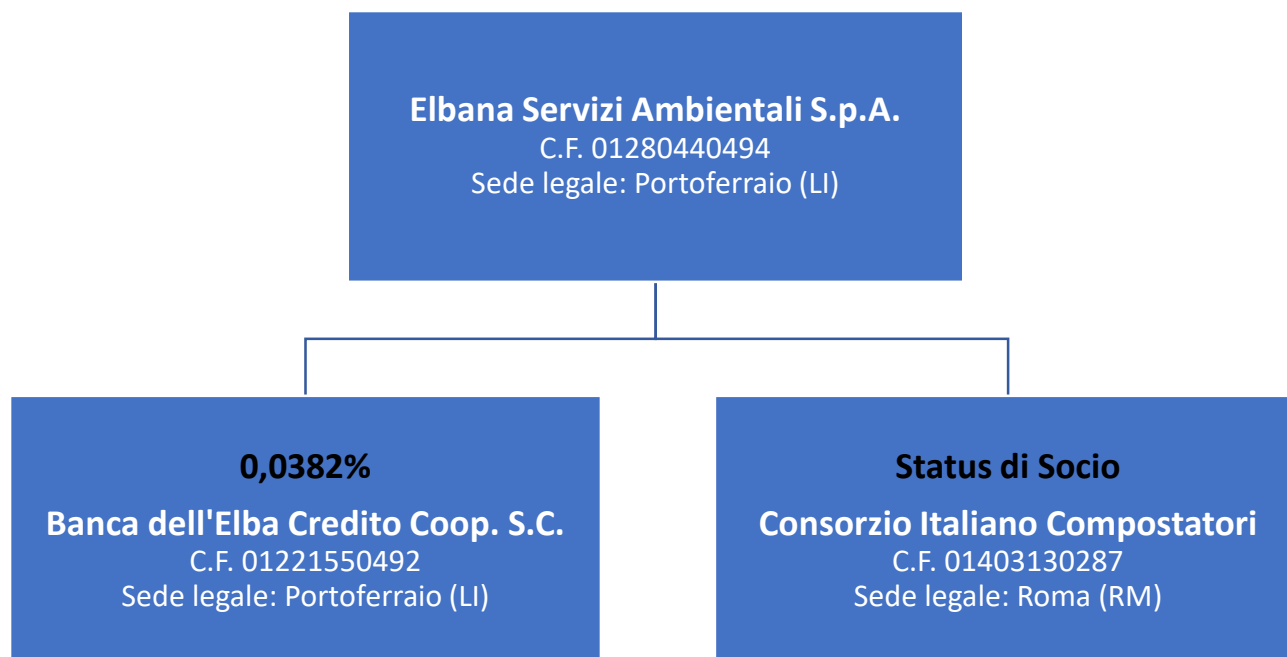 Elbana Servizi Ambientali S.p.A.
C.F. 01280440494
Sede legale: Portoferraio (LI)
0,0382%
Banca dell'Elba Credito Coop. S.C.
C.F. 01221550492
Sede legale: Portoferraio (LI)
Status di Socio
Consorzio Italiano Compostatori
C.F. 01403130287
Sede legale: Roma (RM)